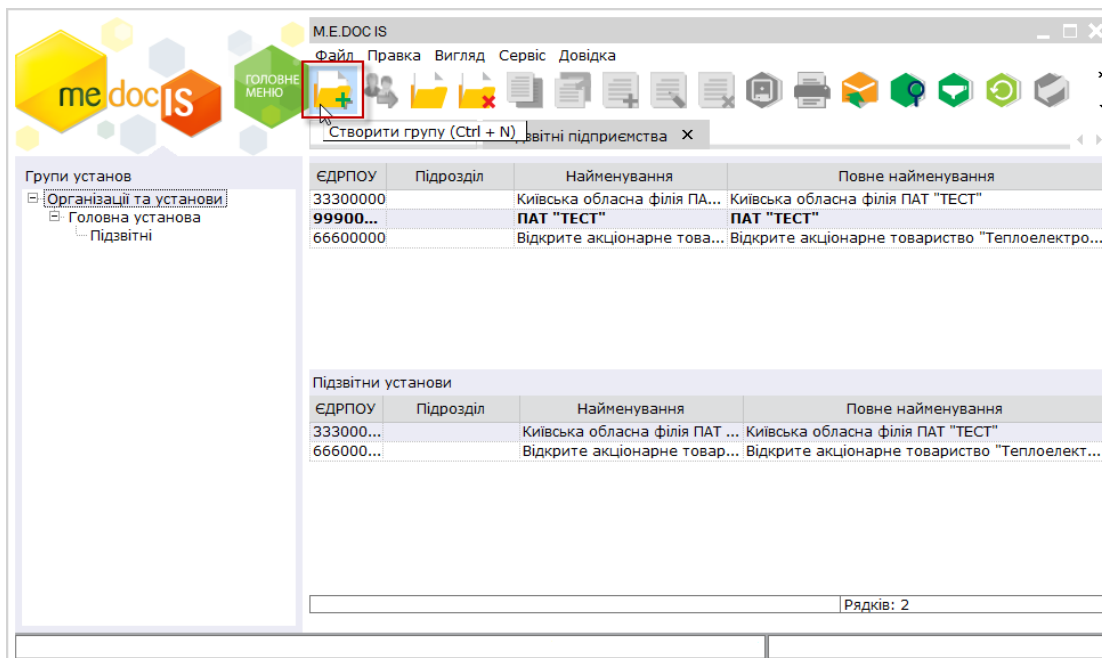 M.E.DOC IS
Файл Правка Вигляд Сервіс Довідка
me doc IS
ГОЛОВНЕ
МЕНЮ
Створити групу (Ctrl + N)
звітні підприємства X
Групи установ
Організації та установи
Головна установа
Підзвітні
ЄДРПОУ Підрозділ Найменування Повне найменування
33300000 Київська обласна філія ПА... Київська обласна філія ПАТ "ТЕСТ"
99900... ПАТ "ТЕСТ" ПАТ "ТЕСТ"
66600000 Відкрите акціонарне това... Відкрите акціонарне товариство "Теплоелектро...
Підзвітни установи
ЄДРПОУ Підрозділ Найменування Повне найменування
333000... Київська обласна філія ПАТ ... Київська обласна філія ПАТ "ТЕСТ"
666000... Відкрите акціонарне товар... Відкрите акціонарне товариство "Теплоелект...
Рядків: 2